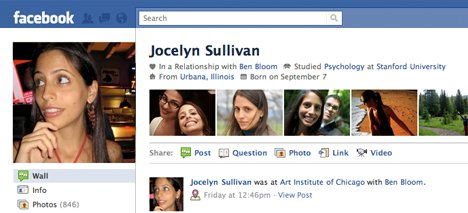 facebook
Search
Jocelyn Sullivan
In a Relationship with Ben Bloom Studied Psychology at Stanford University
From Urbana, Illinois Born on September 7
Share: Post Question Photo Link Video
Wall
Info
Photos (846)
Jocelyn Sullivan was at Art Institute of Chicago with Ben Bloom.
Friday at 12:46pm · View Post